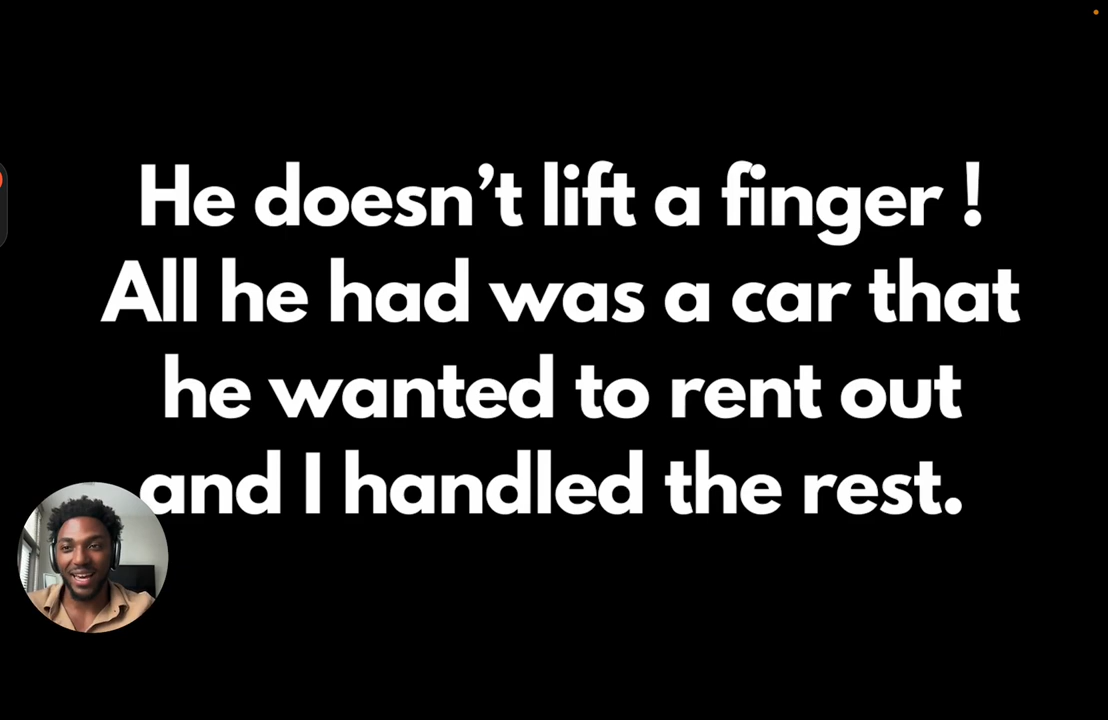 He doesn’t lift a finger !
All he had was a car that
he wanted to rent out
and I handled the rest.